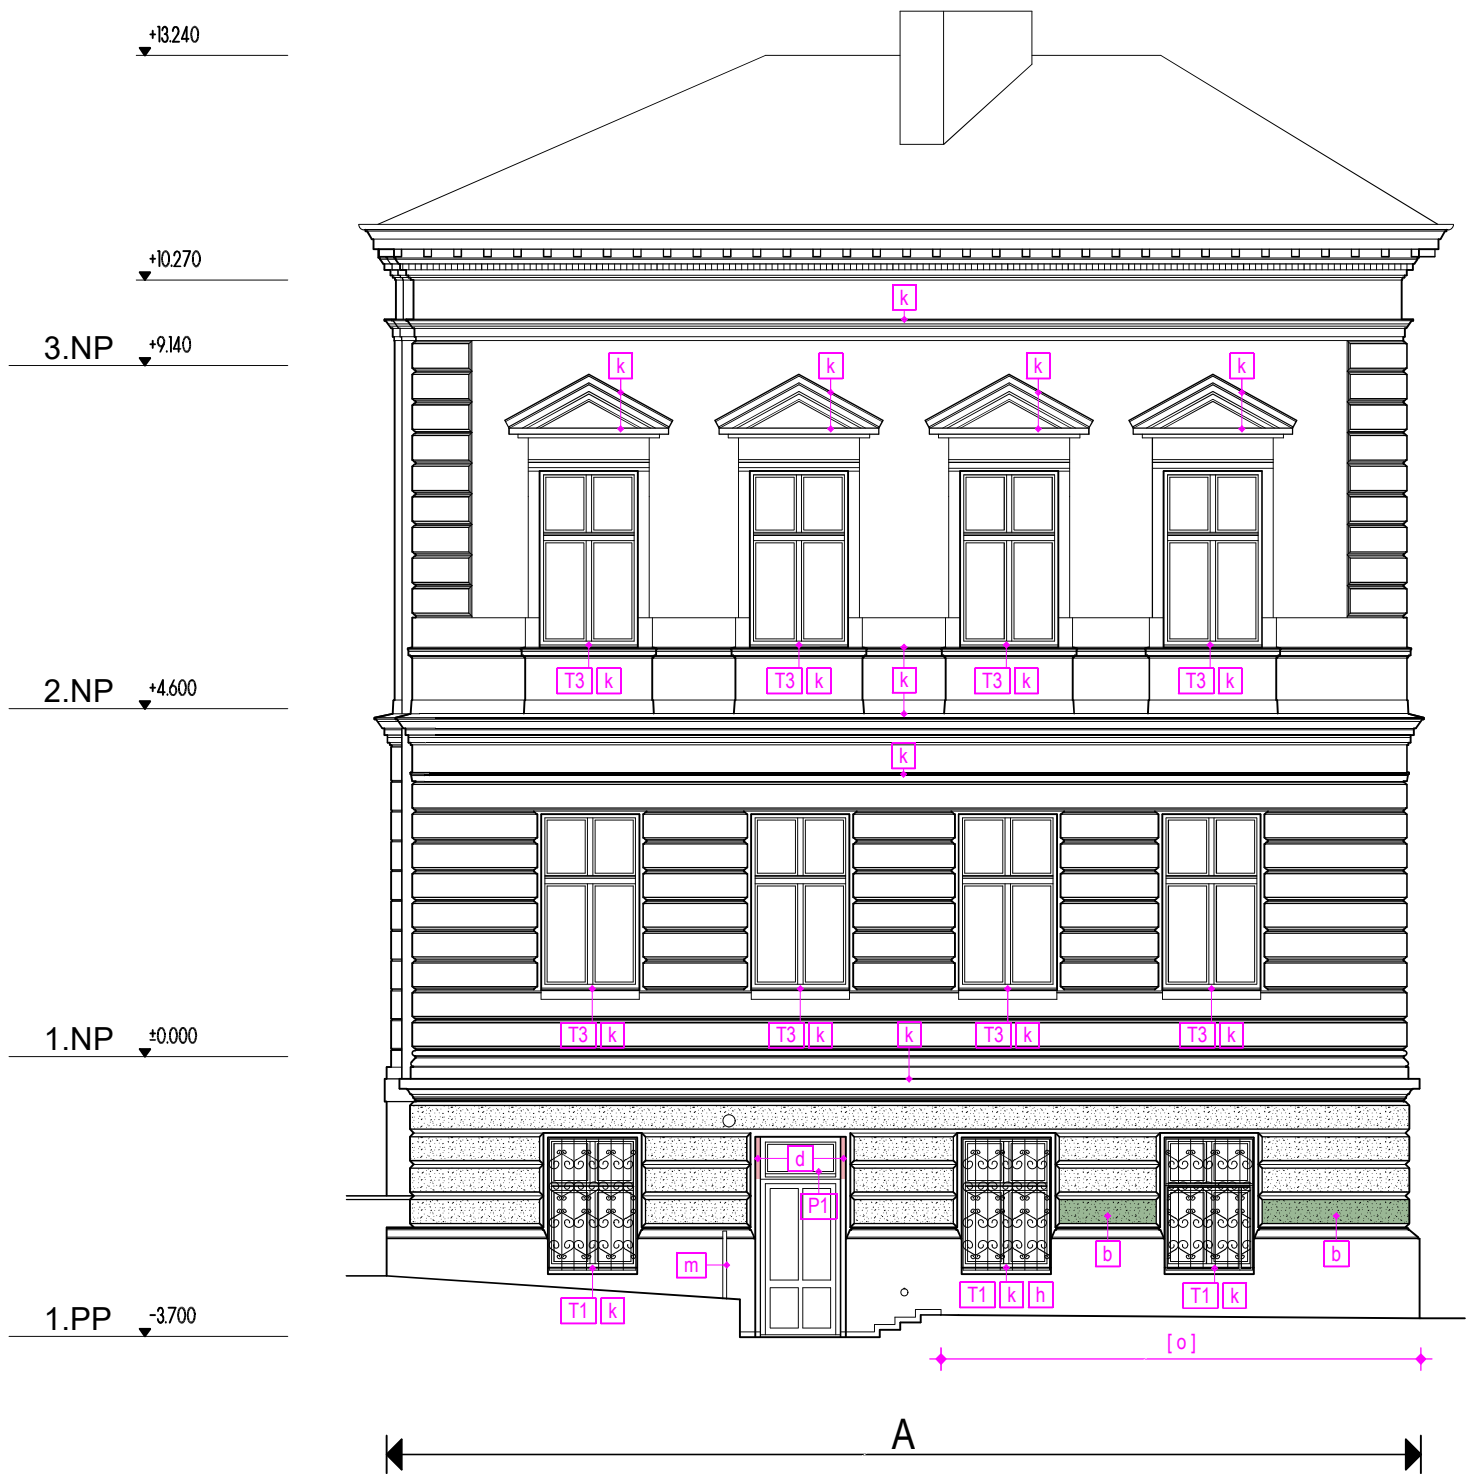 +13.240
+10.270
k
3.NP +9.140
k k k k
T3 k T3 k k T3 k T3 k
2.NP +4.600
k
T3 k T3 k k T3 k T3 k
1.NP ±0.000
d
P1
b b
m
T1 k T1 k h T1 k
1.PP -3.700
[o]
A